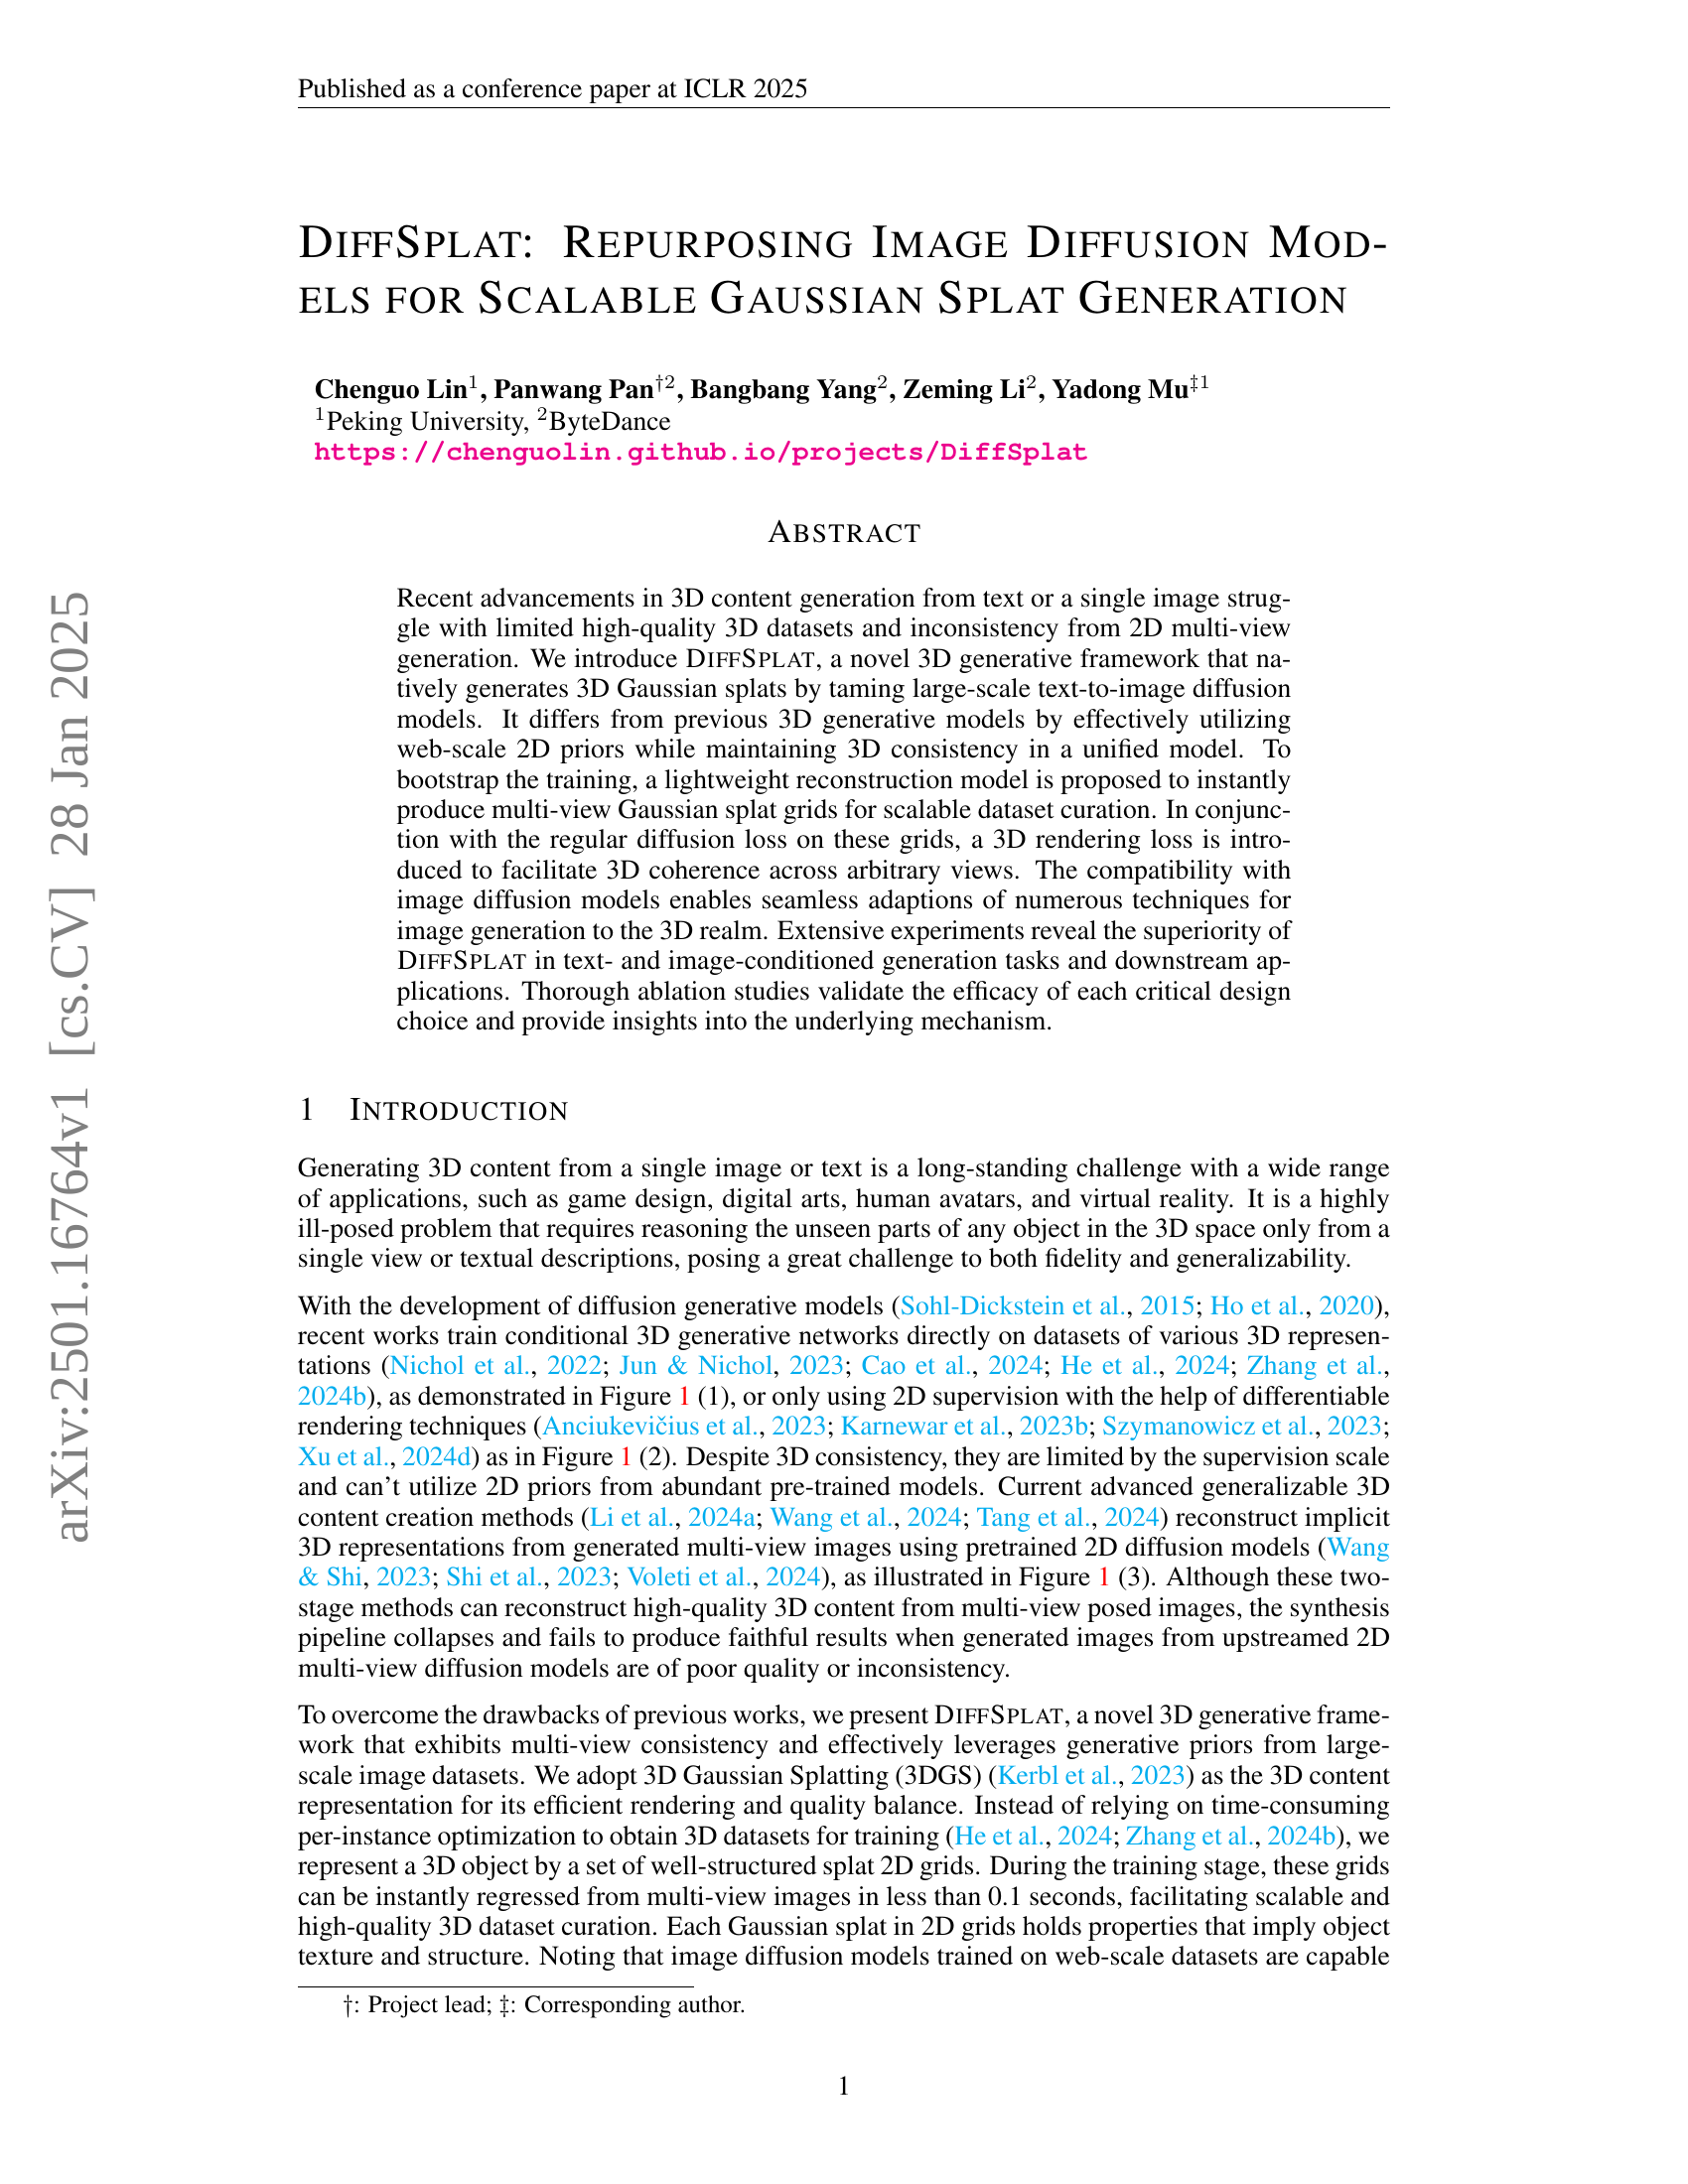 Published as a conference paper at ICLR 2025
DIFFSPLAT: REPURPOSING IMAGE DIFFUSION MOD-
ELS FOR SCALABLE GAUSSIAN SPLAT GENERATION
Chenguo Lin¹, Panwang Pan†², Bangbang Yang², Zeming Li², Yadong Mu‡¹
¹Peking University, ²ByteDance
https://chenguolin.github.io/projects/DiffSplat
ABSTRACT
Recent advancements in 3D content generation from text or a single image strug-
gle with limited high-quality 3D datasets and inconsistency from 2D multi-view
generation. We introduce DIFFSPLAT, a novel 3D generative framework that na-
tively generates 3D Gaussian splats by taming large-scale text-to-image diffusion
models. It differs from previous 3D generative models by effectively utilizing
web-scale 2D priors while maintaining 3D consistency in a unified model. To
bootstrap the training, a lightweight reconstruction model is proposed to instantly
produce multi-view Gaussian splat grids for scalable dataset curation. In conjunc-
tion with the regular diffusion loss on these grids, a 3D rendering loss is intro-
duced to facilitate 3D coherence across arbitrary views. The compatibility with
image diffusion models enables seamless adaptions of numerous techniques for
image generation to the 3D realm. Extensive experiments reveal the superiority of
DIFFSPLAT in text- and image-conditioned generation tasks and downstream ap-
plications. Thorough ablation studies validate the efficacy of each critical design
choice and provide insights into the underlying mechanism.
1 INTRODUCTION
Generating 3D content from a single image or text is a long-standing challenge with a wide range
of applications, such as game design, digital arts, human avatars, and virtual reality. It is a highly
ill-posed problem that requires reasoning the unseen parts of any object in the 3D space only from a
single view or textual descriptions, posing a great challenge to both fidelity and generalizability.
With the development of diffusion generative models (Sohl-Dickstein et al., 2015; Ho et al., 2020),
recent works train conditional 3D generative networks directly on datasets of various 3D represen-
tations (Nichol et al., 2022; Jun & Nichol, 2023; Cao et al., 2024; He et al., 2024; Zhang et al.,
2024b), as demonstrated in Figure 1 (1), or only using 2D supervision with the help of differentiable
rendering techniques (Anciukevičius et al., 2023; Karnewar et al., 2023b; Szymanowicz et al., 2023;
Xu et al., 2024d) as in Figure 1 (2). Despite 3D consistency, they are limited by the supervision scale
and can't utilize 2D priors from abundant pre-trained models. Current advanced generalizable 3D
content creation methods (Li et al., 2024a; Wang et al., 2024; Tang et al., 2024) reconstruct implicit
3D representations from generated multi-view images using pretrained 2D diffusion models (Wang
& Shi, 2023; Shi et al., 2023; Voleti et al., 2024), as illustrated in Figure 1 (3). Although these two-
stage methods can reconstruct high-quality 3D content from multi-view posed images, the synthesis
pipeline collapses and fails to produce faithful results when generated images from upstreamed 2D
multi-view diffusion models are of poor quality or inconsistency.
To overcome the drawbacks of previous works, we present DIFFSPLAT, a novel 3D generative frame-
work that exhibits multi-view consistency and effectively leverages generative priors from large-
scale image datasets. We adopt 3D Gaussian Splatting (3DGS) (Kerbl et al., 2023) as the 3D content
representation for its efficient rendering and quality balance. Instead of relying on time-consuming
per-instance optimization to obtain 3D datasets for training (He et al., 2024; Zhang et al., 2024b), we
represent a 3D object by a set of well-structured splat 2D grids. During the training stage, these grids
can be instantly regressed from multi-view images in less than 0.1 seconds, facilitating scalable and
high-quality 3D dataset curation. Each Gaussian splat in 2D grids holds properties that imply object
texture and structure. Noting that image diffusion models trained on web-scale datasets are capable
†: Project lead; ‡: Corresponding author.
1
arXiv:2501.16764v1 [cs.CV] 28 Jan 2025